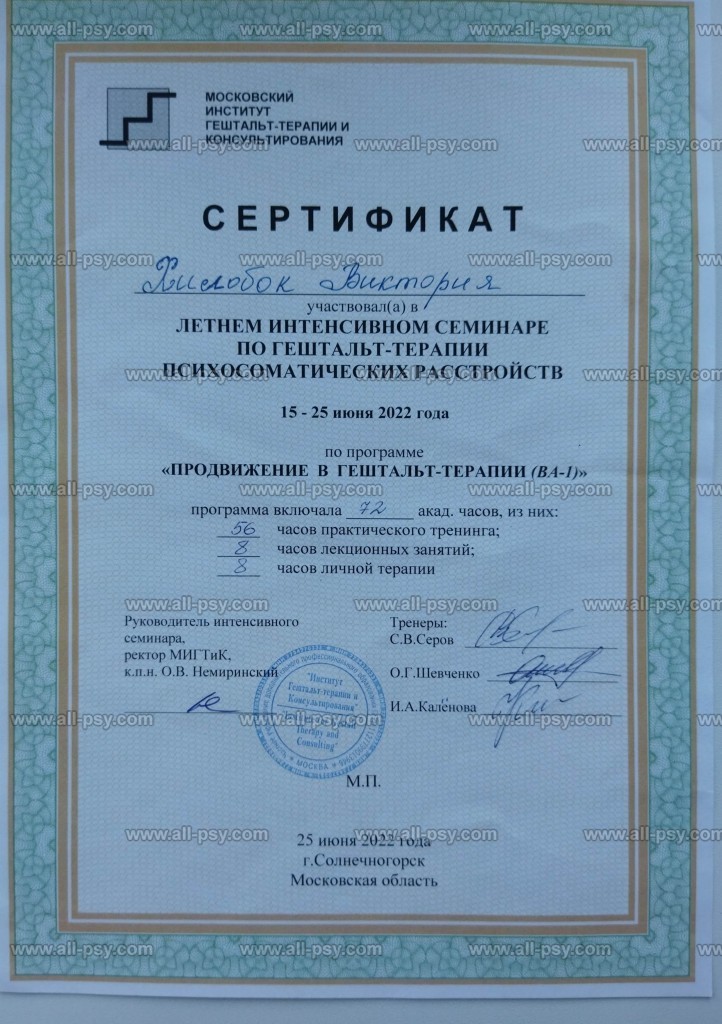 МОСКОВСКИЙ
ИНСТИТУТ
ГЕШТАЛЬТ-ТЕРАПИИ И
КОНСУЛЬТИРОВАНИЯ
СЕРТИФИКАТ
Хилобок Виктория
участвовал(а) в
ЛЕТНЕМ ИНТЕНСИВНОМ СЕМИНАРЕ
ПО ГЕШТАЛЬТ-ТЕРАПИИ
ПСИХОСОМАТИЧЕСКИХ РАССТРОЙСТВ
15 - 25 июня 2022 года
по программе
«ПРОДВИЖЕНИЕ В ГЕШТАЛЬТ-ТЕРАПИИ (ВА-1)»
программа включала 72 акад. часов, из них:
56 часов практического тренинга;
8 часов лекционных занятий;
8 часов личной терапии
Руководитель интенсивного
семинара,
ректор МИГТиК,
к.п.н. О.В. Немиринский
Тренеры:
С.В.Серов
О.Г.Шевченко
И.А.Калёнова
"Институт
Гештальт-терапии и
Консультирования"
Therapy and
Consulting"
МОСКВА
М.П.
25 июня 2022 года
г.Солнечногорск
Московская область
www.all-psy.com